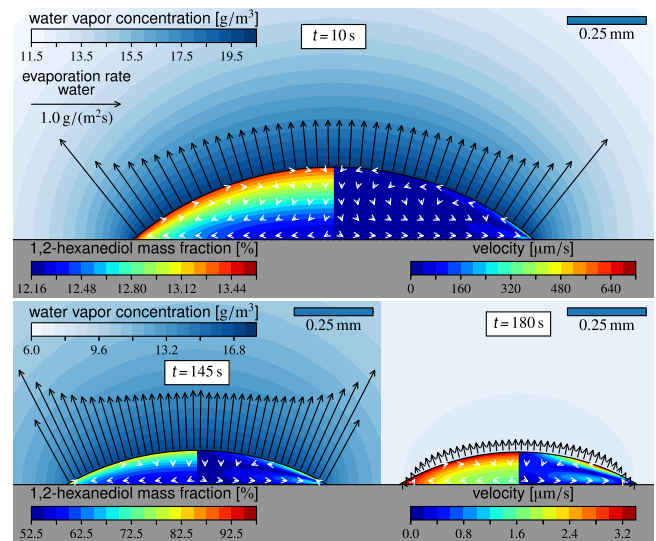 water vapor concentration [g/m³]
11.5 13.5 15.5 17.5 19.5
evaporation rate
water
1.0 g/(m²s)
t = 10 s
0.25 mm
1,2-hexanediol mass fraction [%]
12.16 12.48 12.80 13.12 13.44
velocity [µm/s]
0 160 320 480 640
water vapor concentration [g/m³]
6.0 9.6 13.2 16.8
0.25 mm
t = 145 s
t = 180 s
0.25 mm
1,2-hexanediol mass fraction [%]
52.5 62.5 72.5 82.5 92.5
velocity [µm/s]
0.0 0.8 1.6 2.4 3.2